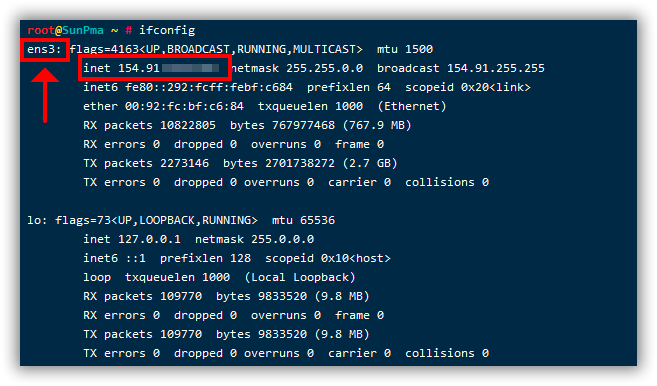 root@SunPma ~ # ifconfig
ens3: flags=4163<UP,BROADCAST,RUNNING,MULTICAST>  mtu 1500
        inet 154.91 netmask 255.255.0.0  broadcast 154.91.255.255
        inet6 fe80::292:fcff:febf:c684  prefixlen 64  scopeid 0x20<link>
        ether 00:92:fc:bf:c6:84  txqueuelen 1000  (Ethernet)
        RX packets 10822805  bytes 767977468 (767.9 MB)
        RX errors 0  dropped 0  overruns 0  frame 0
        TX packets 2273146  bytes 2701738272 (2.7 GB)
        TX errors 0  dropped 0 overruns 0  carrier 0  collisions 0
lo: flags=73<UP,LOOPBACK,RUNNING>  mtu 65536
        inet 127.0.0.1  netmask 255.0.0.0
        inet6 ::1  prefixlen 128  scopeid 0x10<host>
        loop  txqueuelen 1000  (Local Loopback)
        RX packets 109770  bytes 9833520 (9.8 MB)
        RX errors 0  dropped 0  overruns 0  frame 0
        TX packets 109770  bytes 9833520 (9.8 MB)
        TX errors 0  dropped 0 overruns 0  carrier 0  collisions 0